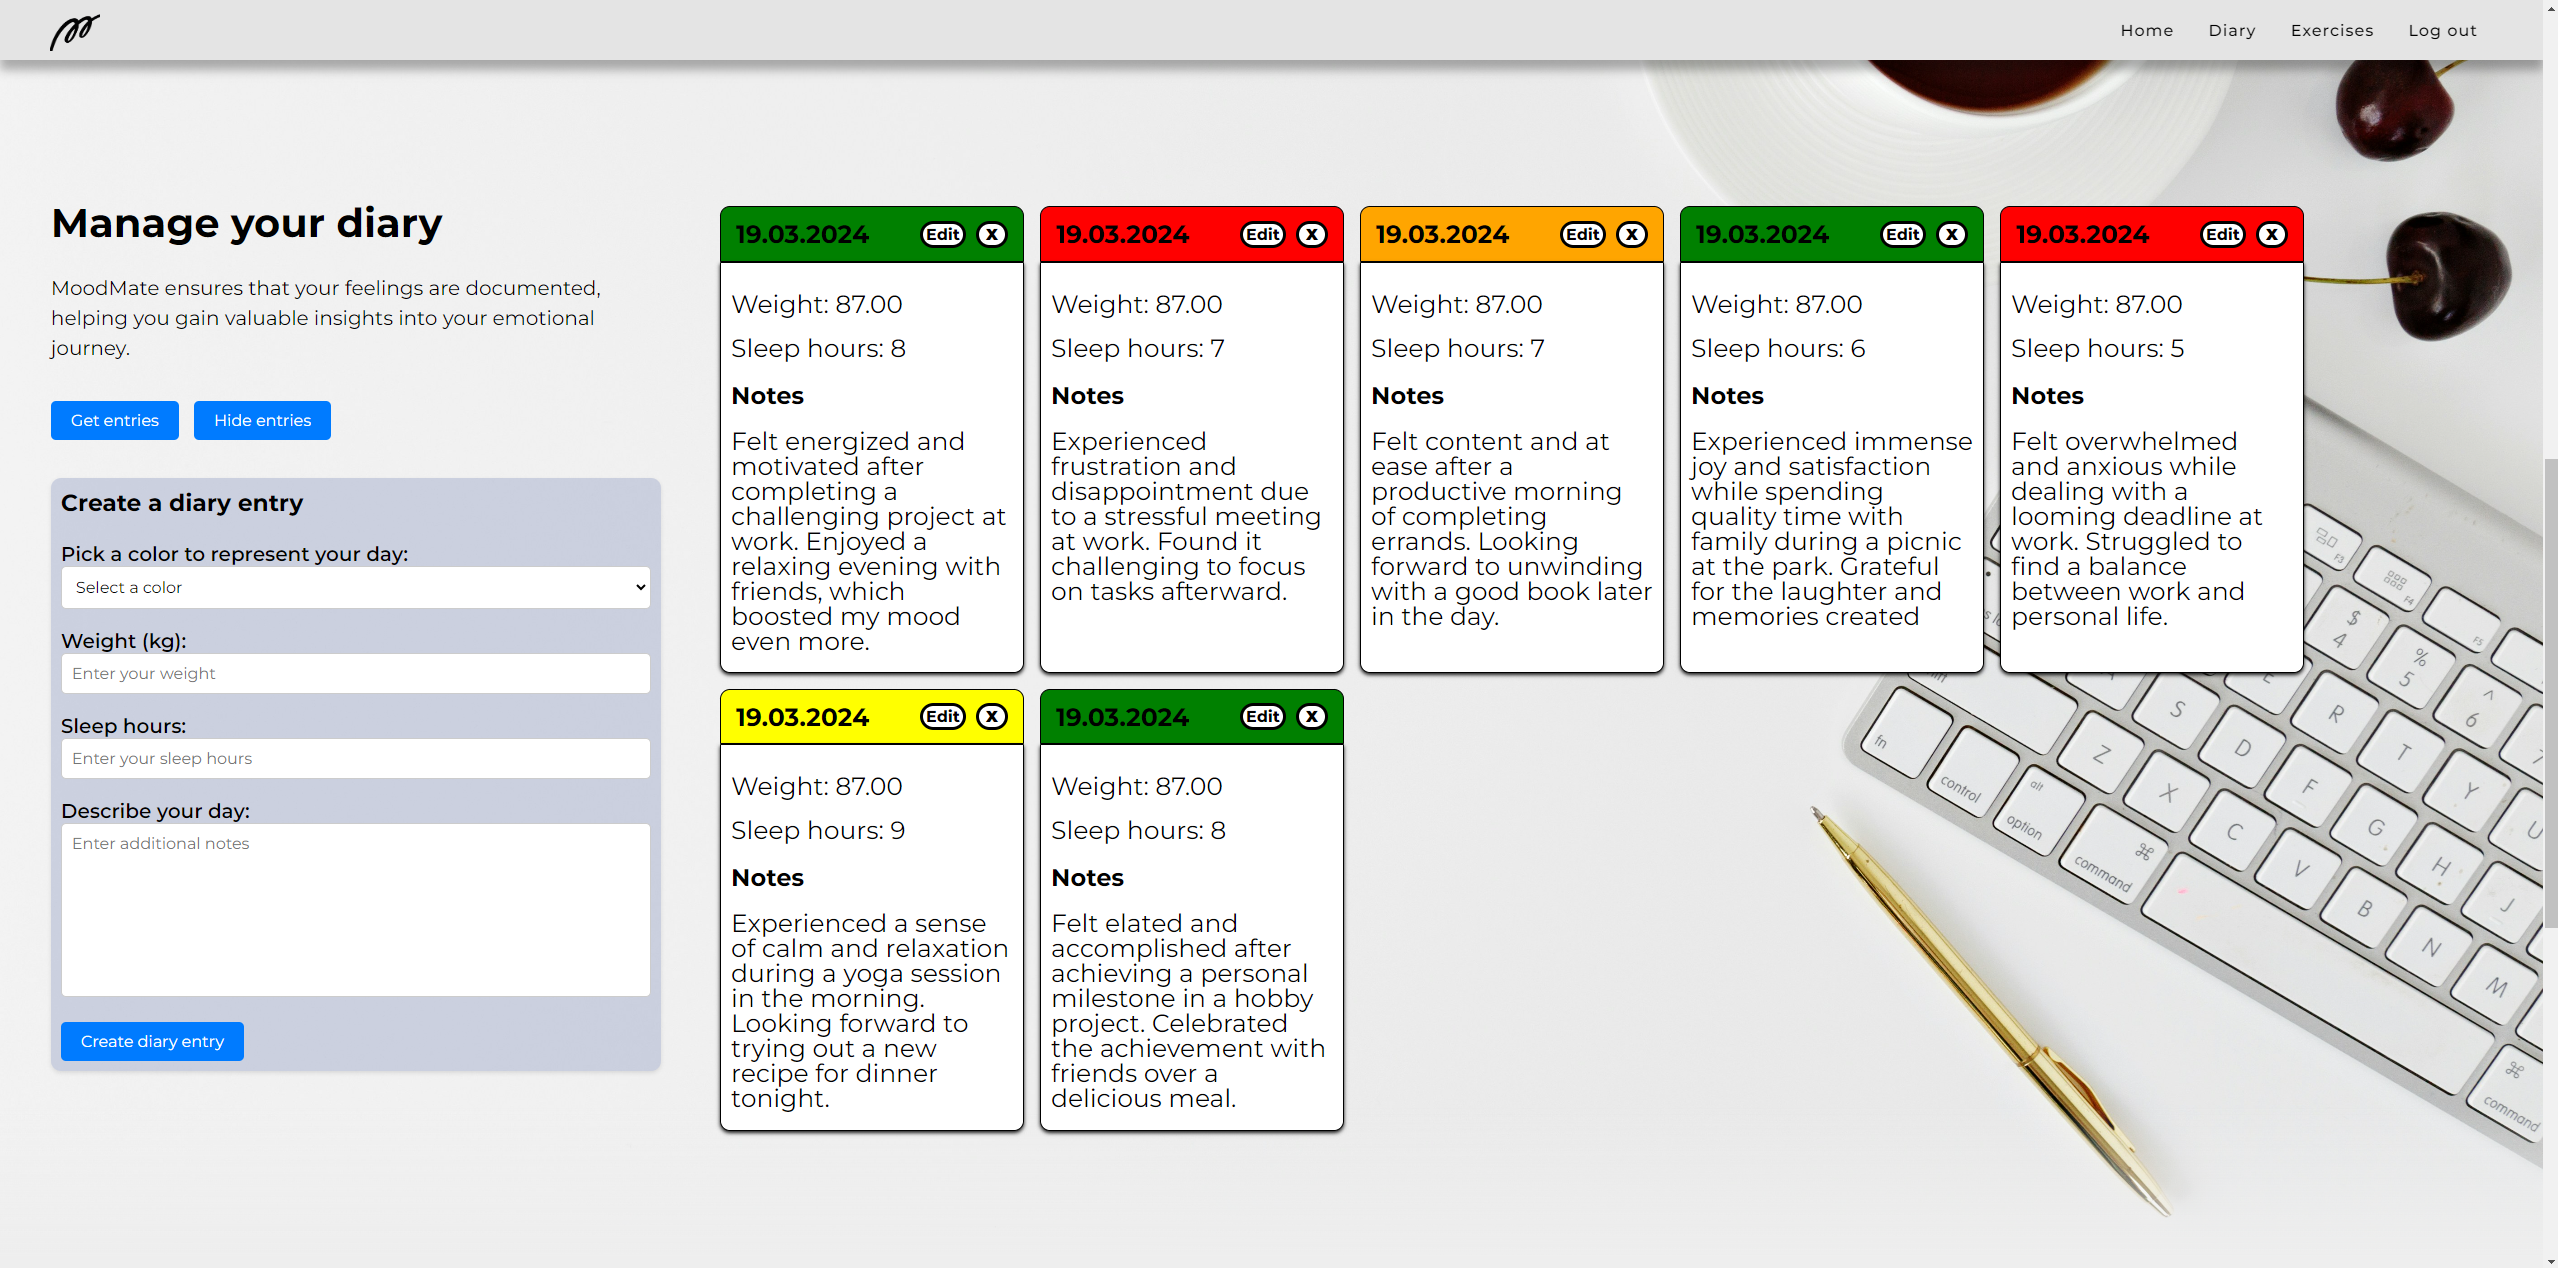 Home Diary Exercises Log out
Manage your diary
MoodMate ensures that your feelings are documented,
helping you gain valuable insights into your emotional
journey.
Get entries Hide entries
Create a diary entry
Pick a color to represent your day:
Select a color
Weight (kg):
Enter your weight
Sleep hours:
Enter your sleep hours
Describe your day:
Enter additional notes
Create diary entry
19.03.2024 Edit X
Weight: 87.00
Sleep hours: 8
Notes
Felt energized and
motivated after
completing a
challenging project at
work. Enjoyed a
relaxing evening with
friends, which
boosted my mood
even more.
19.03.2024 Edit X
Weight: 87.00
Sleep hours: 7
Notes
Experienced
frustration and
disappointment due
to a stressful meeting
at work. Found it
challenging to focus
on tasks afterward.
19.03.2024 Edit X
Weight: 87.00
Sleep hours: 7
Notes
Felt content and at
ease after a
productive morning
of completing
errands. Looking
forward to unwinding
with a good book later
in the day.
19.03.2024 Edit X
Weight: 87.00
Sleep hours: 6
Notes
Experienced immense
joy and satisfaction
while spending
quality time with
family during a picnic
at the park. Grateful
for the laughter and
memories created
19.03.2024 Edit X
Weight: 87.00
Sleep hours: 5
Notes
Felt overwhelmed
and anxious while
dealing with a
looming deadline at
work. Struggled to
find a balance
between work and
personal life.
19.03.2024 Edit X
Weight: 87.00
Sleep hours: 9
Notes
Experienced a sense
of calm and relaxation
during a yoga session
in the morning.
Looking forward to
trying out a new
recipe for dinner
tonight.
19.03.2024 Edit X
Weight: 87.00
Sleep hours: 8
Notes
Felt elated and
accomplished after
achieving a personal
milestone in a hobby
project. Celebrated
the achievement with
friends over a
delicious meal.
F3 F4 F5
$ 4 % 5 ^ 6 7
E R T Y U
S D F G H J
Z X C V B N M
fn control alt option ⌘ command
⌘ command